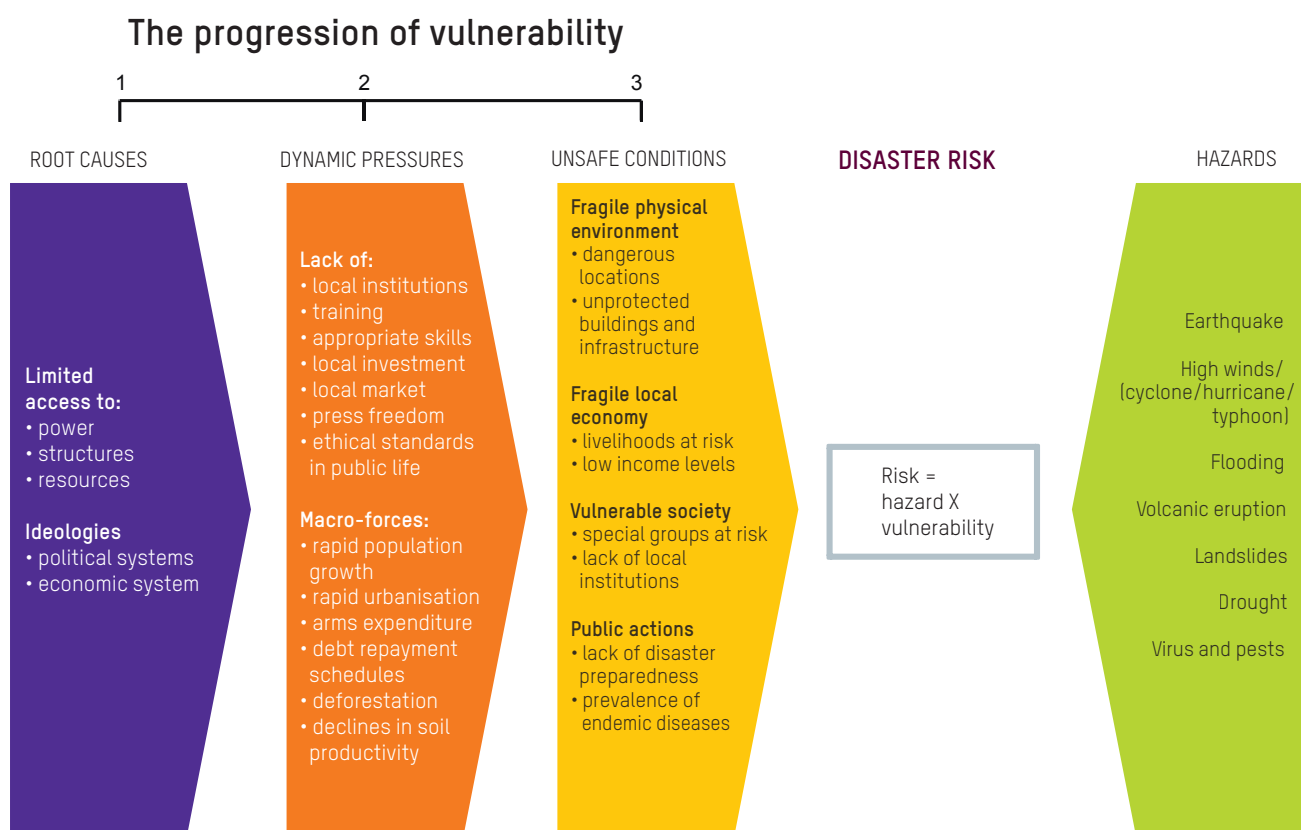 The progression of vulnerability
1
2
3
ROOT CAUSES
DYNAMIC PRESSURES
UNSAFE CONDITIONS
DISASTER RISK
HAZARDS
Limited
access to:
• power
• structures
• resources
Ideologies
• political systems
• economic system
Lack of:
• local institutions
• training
• appropriate skills
• local investment
• local market
• press freedom
• ethical standards
in public life
Macro-forces:
• rapid population
growth
• rapid urbanisation
• arms expenditure
• debt repayment
schedules
• deforestation
• declines in soil
productivity
Fragile physical
environment
• dangerous
locations
• unprotected
buildings and
infrastructure
Fragile local
economy
• livelihoods at risk
• low income levels
Vulnerable society
• special groups at risk
• lack of local
institutions
Public actions
• lack of disaster
preparedness
• prevalence of
endemic diseases
Risk =
hazard X
vulnerability
Earthquake
High winds/
(cyclone/hurricane/
typhoon)
Flooding
Volcanic eruption
Landslides
Drought
Virus and pests